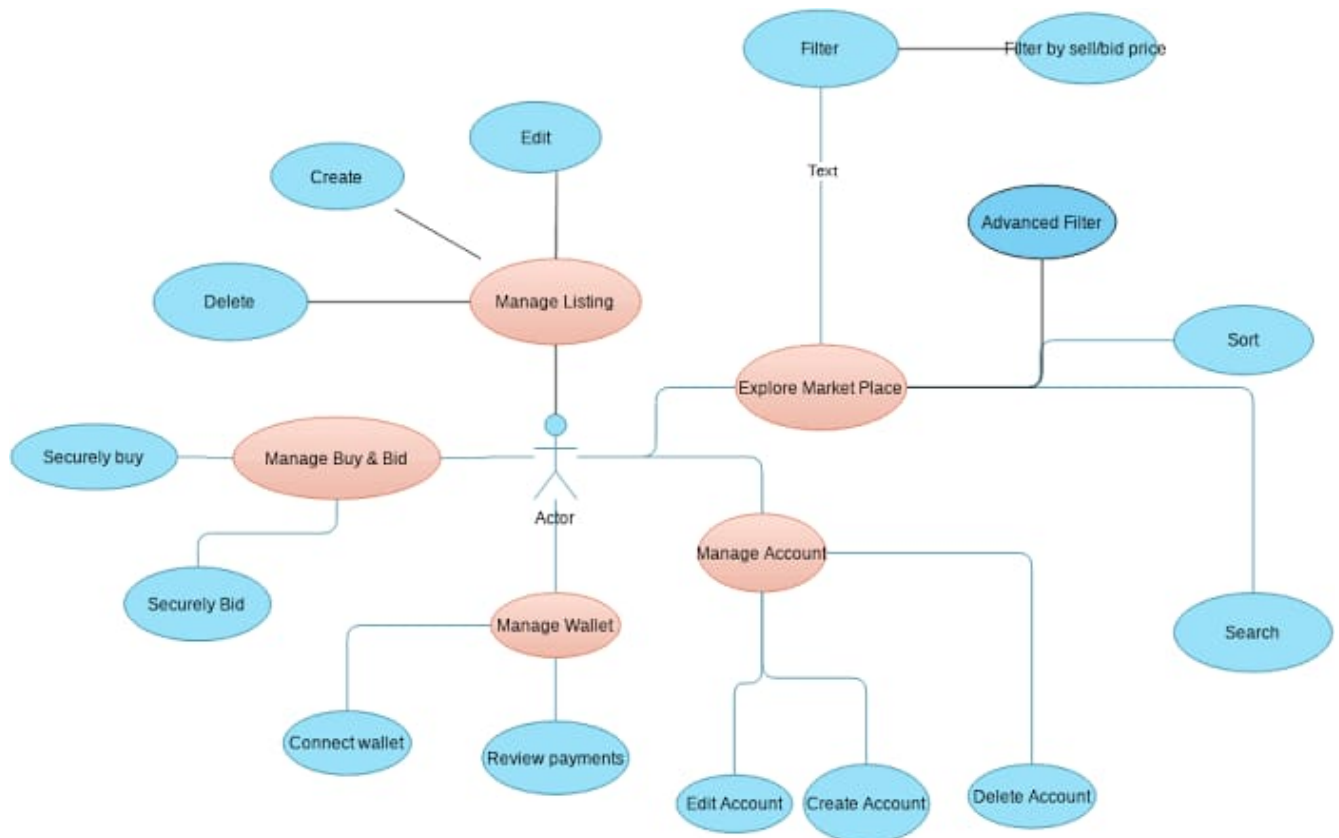 Filter
Filter by sell/bid price
Edit
Create
Text
Advanced Filter
Delete
Manage Listing
Sort
Explore Market Place
Securely buy
Manage Buy & Bid
Actor
Manage Account
Securely Bid
Manage Wallet
Search
Connect wallet
Review payments
Edit Account
Create Account
Delete Account